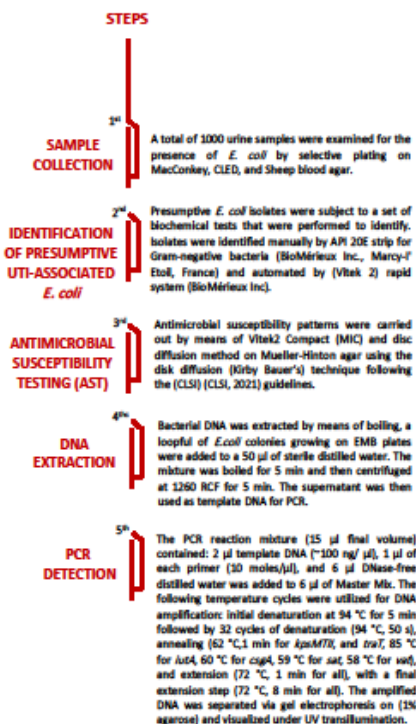 STEPS
1st
SAMPLE
COLLECTION
A total of 1000 urine samples were examined for the
presence of E. coli by selective plating on
MacConkey, CLED, and Sheep blood agar.
2nd
IDENTIFICATION
OF PRESUMPTIVE
UTI-ASSOCIATED
E. coli
Presumptive E. coli isolates were subject to a set of
biochemical tests that were performed to identify.
Isolates were identified manually by API 20E strip for
Gram-negative bacteria (BioMérieux Inc., Marcy-l'
Etoil, France) and automated by (Vitek 2) rapid
system (BioMérieux Inc).
3rd
ANTIMICROBIAL
SUSCEPTIBILITY
TESTING (AST)
Antimicrobial susceptibility patterns were carried
out by means of Vitek2 Compact (MIC) and disc
diffusion method on Mueller-Hinton agar using the
disk diffusion (Kirby Bauer's) technique following
the (CLSI) (CLSI, 2021) guidelines.
4ths
DNA
EXTRACTION
Bacterial DNA was extracted by means of boiling, a
loopful of E.coli colonies growing on EMB plates
were added to a 50 µl of sterile distilled water. The
mixture was boiled for 5 min and then centrifuged
at 1260 RCF for 5 min. The supernatant was then
used as template DNA for PCR.
5th
PCR
DETECTION
The PCR reaction mixture (15 µl final volume)
contained: 2 µl template DNA (~100 ng/ µl), 1 µl of
each primer (10 moles/µl), and 6 µl DNase-free
distilled water was added to 6 µl of Master Mix. The
following temperature cycles were utilized for DNA
amplification: initial denaturation at 94 °C for 5 min
followed by 32 cycles of denaturation (94 °C, 50 s),
annealing (62 °C,1 min for kpsMTII, and traT, 85 °C
for iutA, 60 °C for csgA, 59 °C for sat, 58 °C for vat),
and extension (72 °C, 1 min for all), with a final
extension step (72 °C, 8 min for all). The amplified
DNA was separated via gel electrophoresis on (1%
agarose) and visualized under UV transillumination.